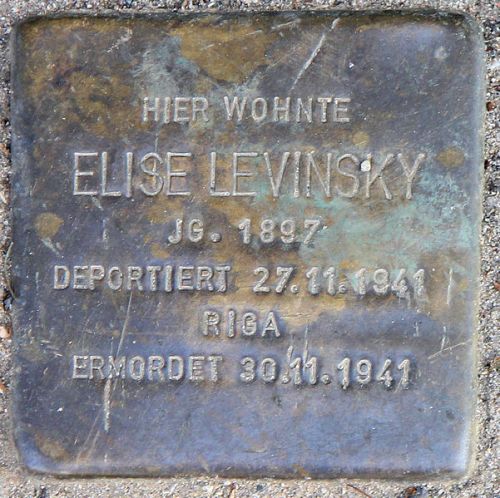 HIER WOHNTE
ELISE LEVINSKY
JG. 1897
DEPORTIERT 27.11.1941
RIGA
ERMORDET 30.11.1941